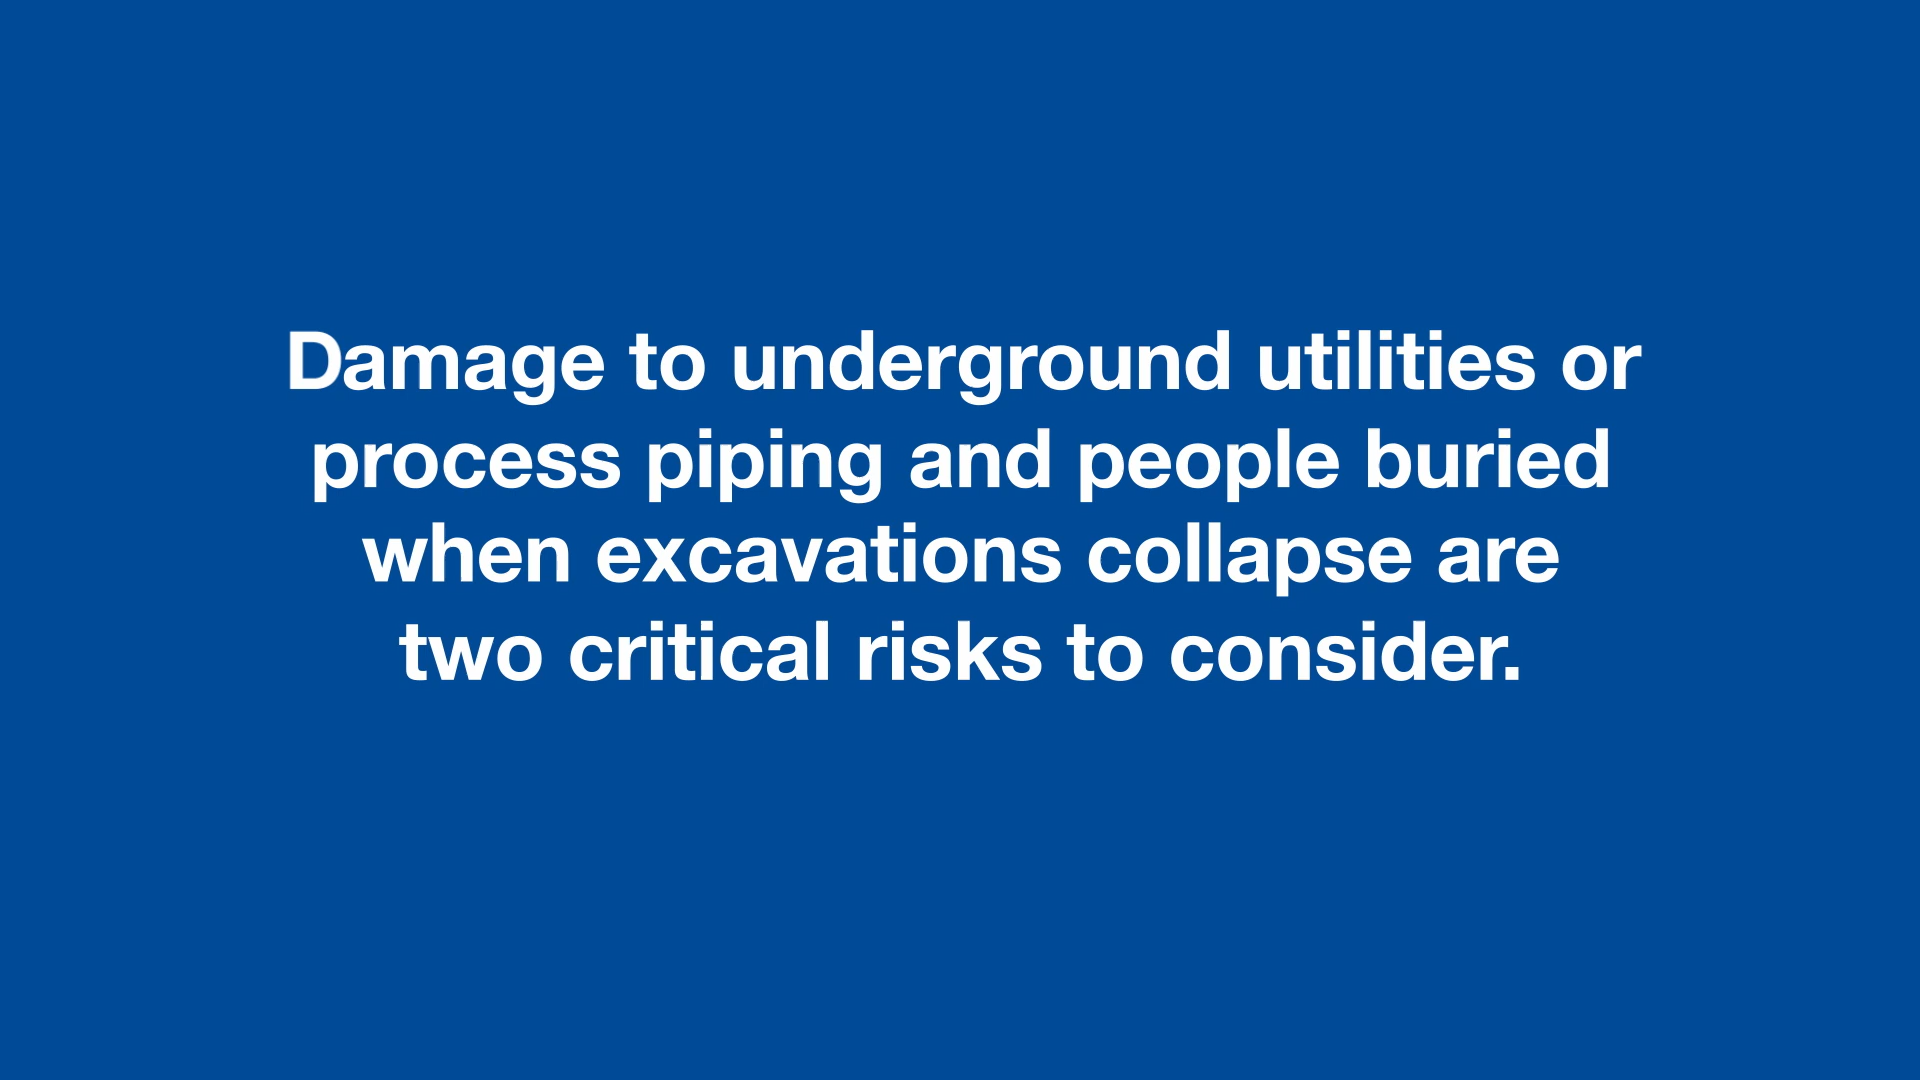 Damage to underground utilities or
process piping and people buried
when excavations collapse are
two critical risks to consider.